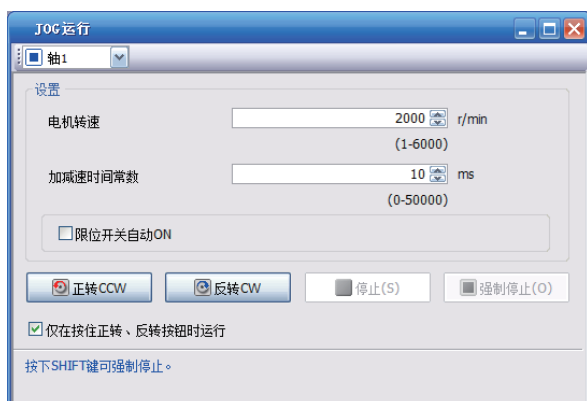 JOG运行
轴1
设置
电机转速 2000 r/min
(1-6000)
加减速时间常数 10 ms
(0-50000)
限位开关自动ON
正转CCW 反转CW 停止(S) 强制停止(O)
仅在按住正转、反转按钮时运行
按下SHIFT键可强制停止。